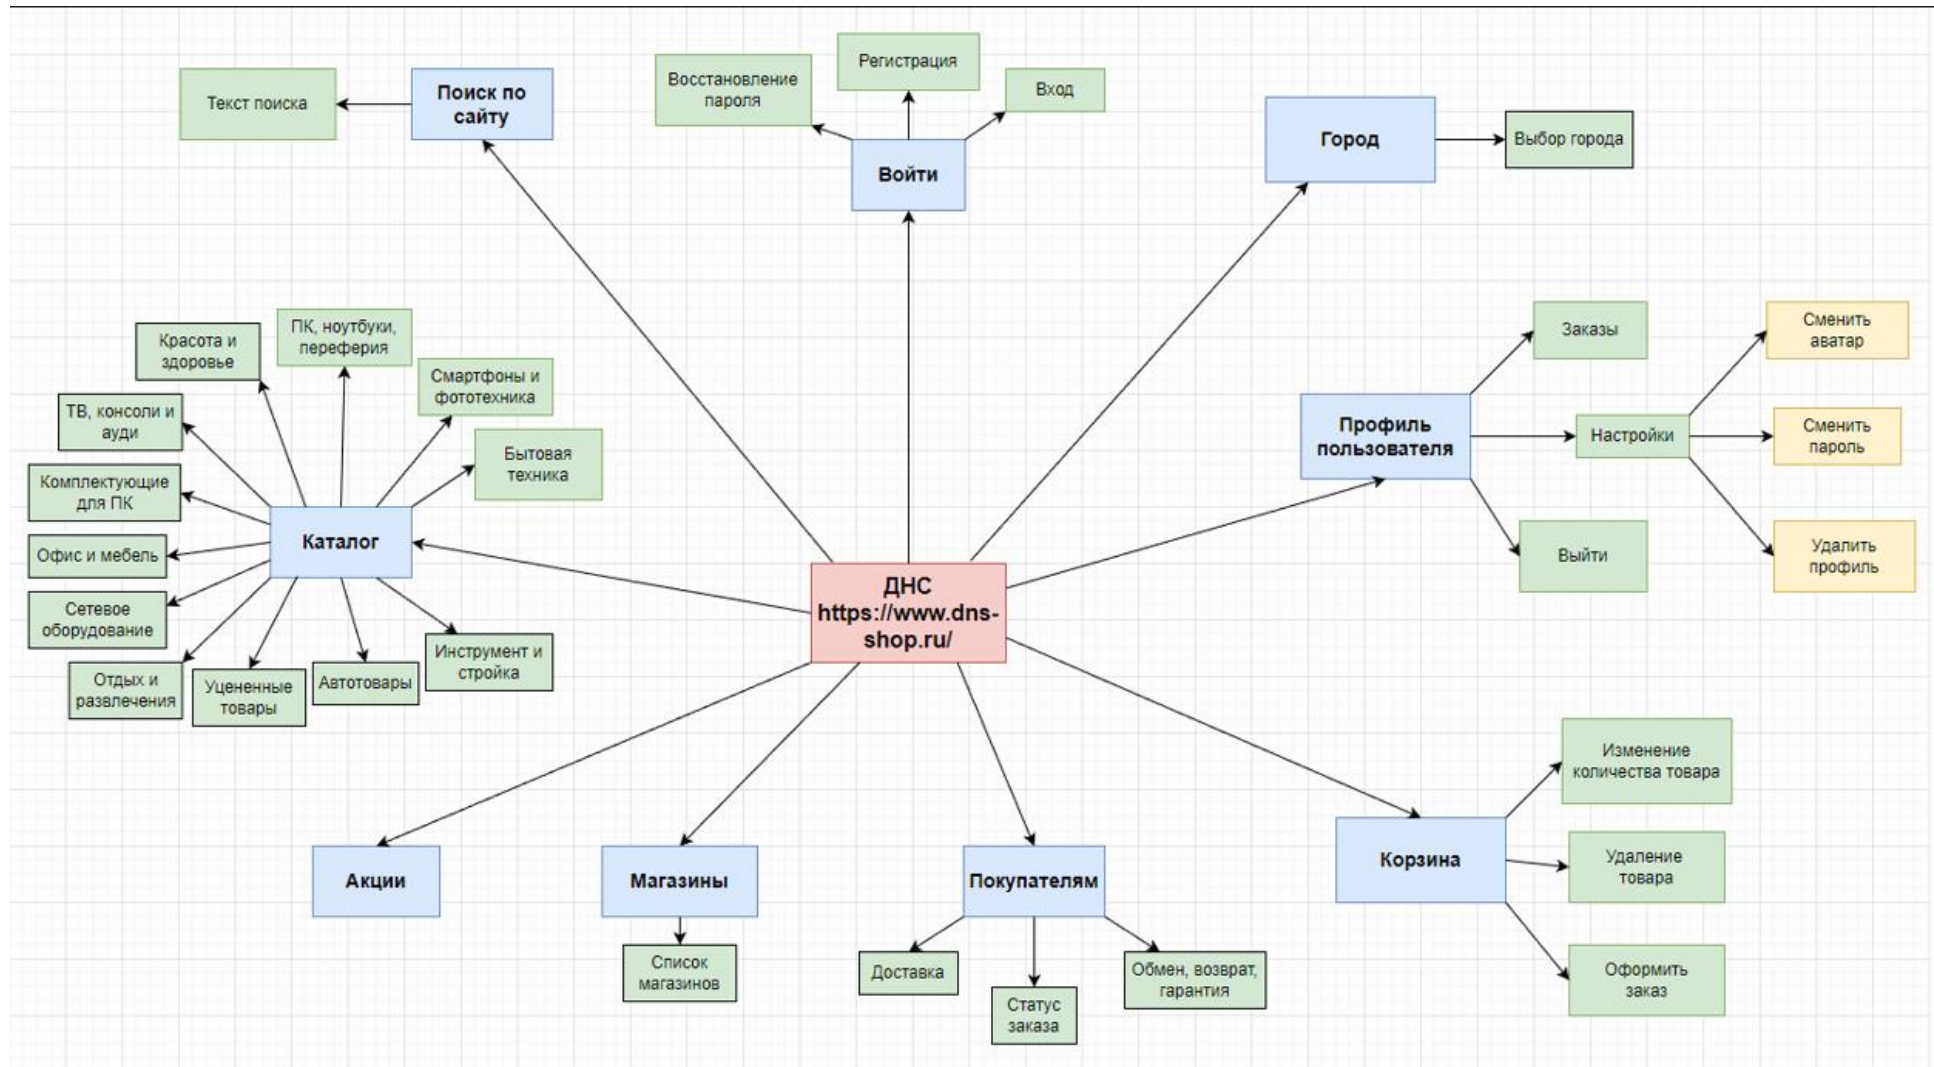 Текст поиска
Поиск по
сайту
Восстановление
пароля
Регистрация
Вход
Войти
Город
Выбор города
Красота и
здоровье
ПК, ноутбуки,
переферия
Смартфоны и
фототехника
ТВ, консоли и
ауди
Бытовая
техника
Комплектующие
для ПК
Каталог
Офис и мебель
Сетевое
оборудование
Отдых и
развлечения
Уцененные
товары
Автотовары
Инструмент и
стройка
ДНС
https://www.dns-
shop.ru/
Профиль
пользователя
Заказы
Настройки
Выйти
Сменить
аватар
Сменить
пароль
Удалить
профиль
Акции
Магазины
Список
магазинов
Покупателям
Доставка
Статус
заказа
Обмен, возврат,
гарантия
Корзина
Изменение
количества товара
Удаление
товара
Оформить
заказ